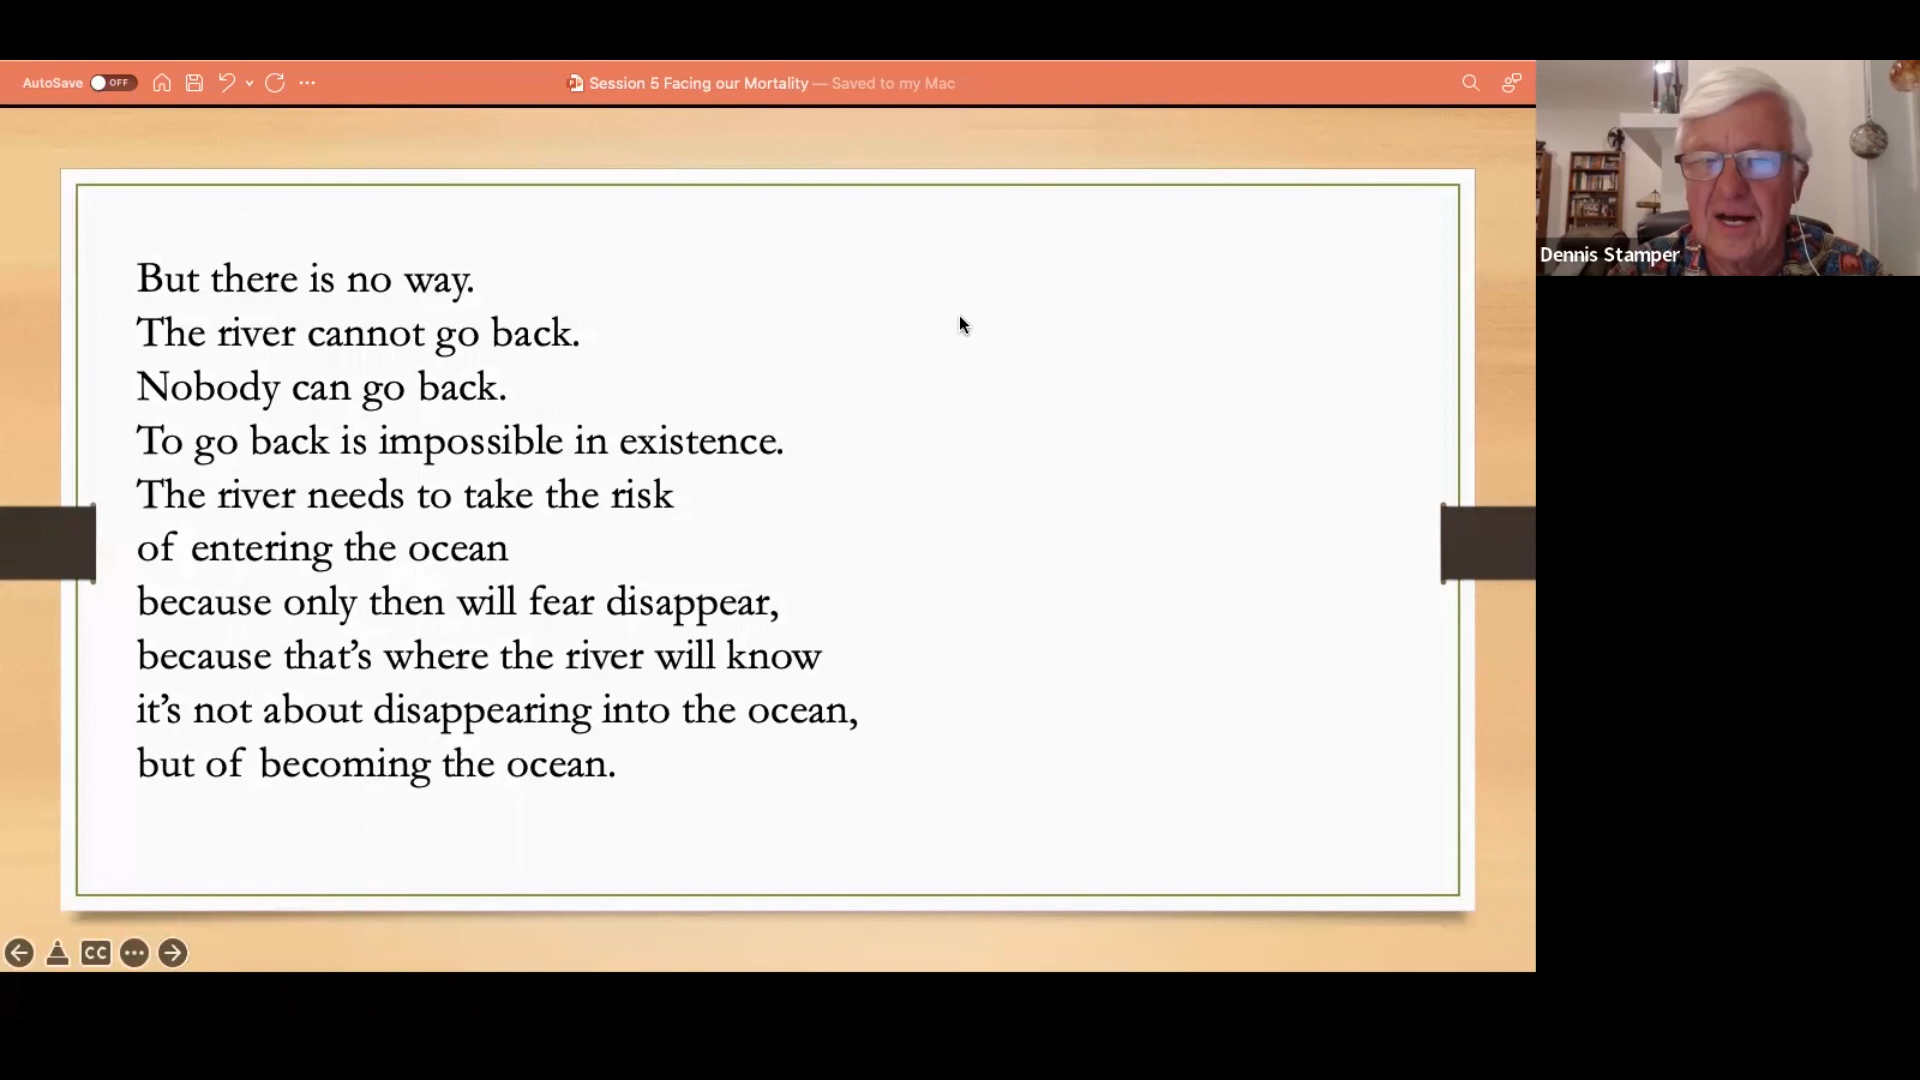 AutoSave OFF
Session 5 Facing our Mortality — Saved to my Mac
Dennis Stamper
But there is no way.
The river cannot go back.
Nobody can go back.
To go back is impossible in existence.
The river needs to take the risk
of entering the ocean
because only then will fear disappear,
because that’s where the river will know
it’s not about disappearing into the ocean,
but of becoming the ocean.
CC